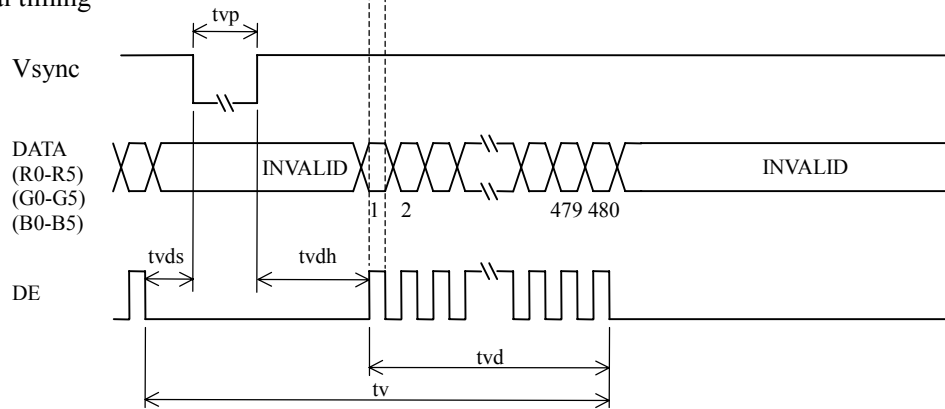 timing
tvp
Vsync
DATA
(R0-R5)
(G0-G5)
(B0-B5)
INVALID
INVALID
1
2
479
480
tvds
tvdh
DE
tvd
tv